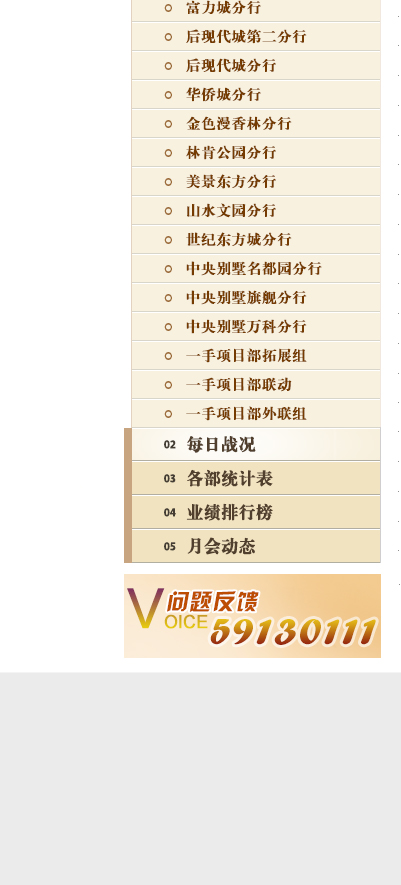 富力城分行
后现代城第二分行
后现代城分行
华侨城分行
金色漫香林分行
林肯公园分行
美景东方分行
山水文园分行
世纪东方城分行
中央别墅名都园分行
中央别墅旗舰分行
中央别墅万科分行
一手项目部拓展组
一手项目部联动
一手项目部外联组
02 每日战况
03 各部统计表
04 业绩排行榜
05 月会动态
问题反馈
VOICE 59130111